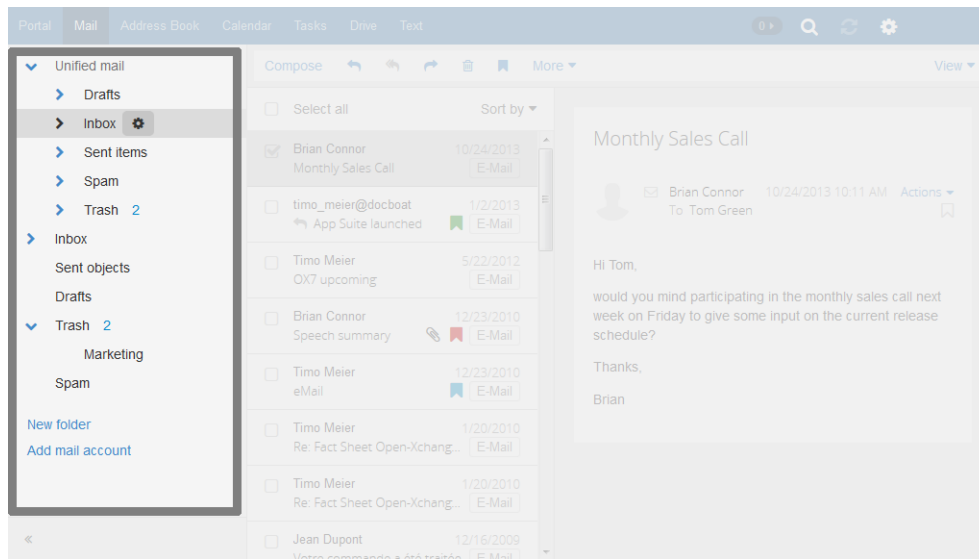 Portal Mail Address Book Calendar Tasks Drive Text 0
Unified mail
Drafts
Inbox
Sent items
Spam
Trash 2
Inbox
Sent objects
Drafts
Trash 2
Marketing
Spam
New folder
Add mail account
Compose More View
Select all Sort by
Brian Connor 10/24/2013
Monthly Sales Call E-Mail
timo_meier@docboat 1/2/2013
App Suite launched E-Mail
Timo Meier 5/22/2012
OX7 upcoming E-Mail
Brian Connor 12/23/2010
Speech summary E-Mail
Timo Meier 12/23/2010
eMail E-Mail
Timo Meier 1/20/2010
Re: Fact Sheet Open-Xchang... E-Mail
Timo Meier 1/20/2010
Re: Fact Sheet Open-Xchang... E-Mail
Jean Dupont 12/16/2009
Votre commande a été traitée E-Mail
Monthly Sales Call
Brian Connor 10/24/2013 10:11 AM Actions
To Tom Green
Hi Tom,
would you mind participating in the monthly sales call next
week on Friday to give some input on the current release
schedule?
Thanks,
Brian